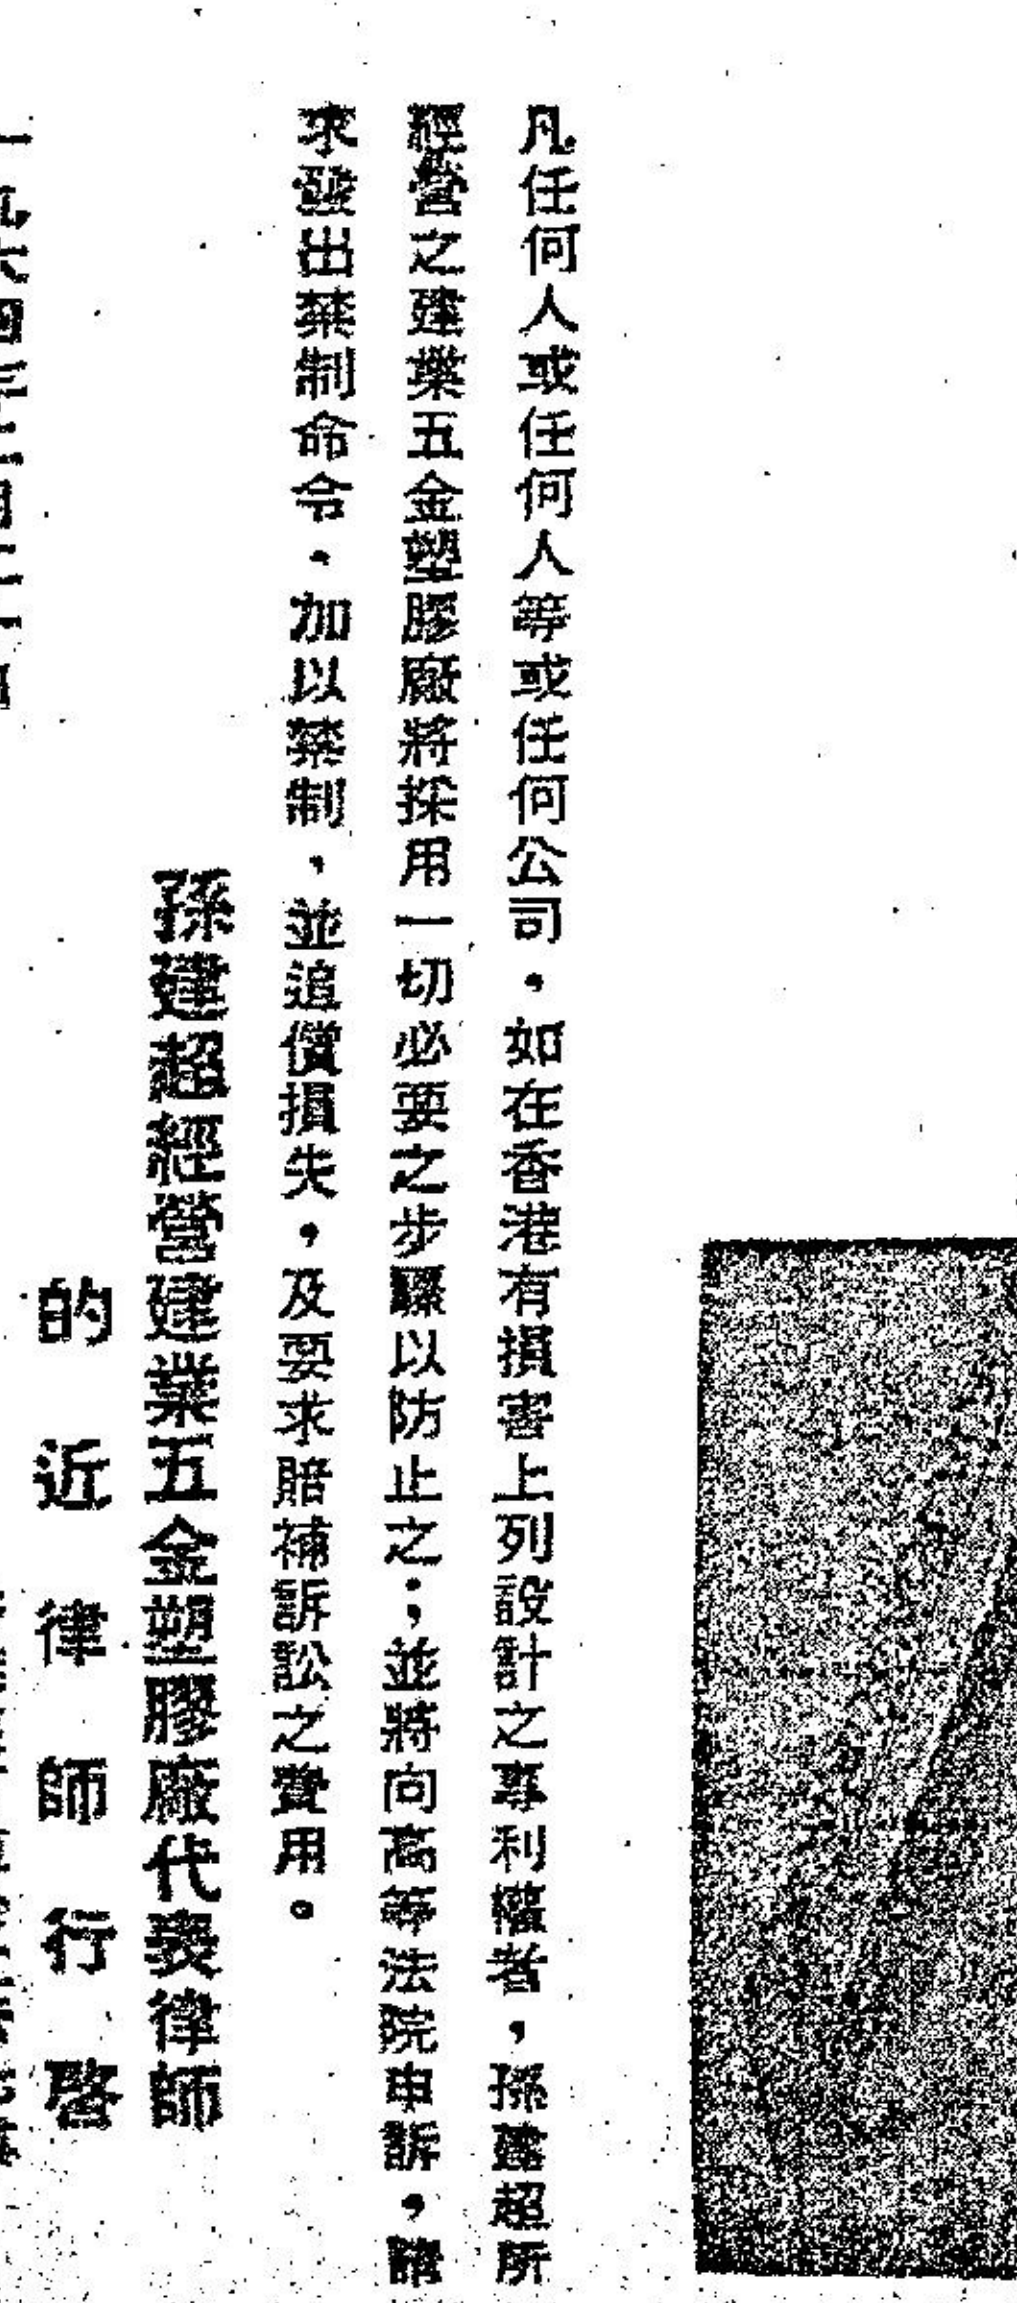 凡任何人或任何人等或任何公司，如在香港有損害上列設計之專利權者，孫建超所
經營之建業五金塑膠廠將採用一切必要之步驟以防止之；並將向高等法院申訴，請
求發出禁制命令，加以禁制，並追償損失，及要求賠補訴訟之費用。
孫建超經營建業五金塑膠廠代表律師
的近律師行啓